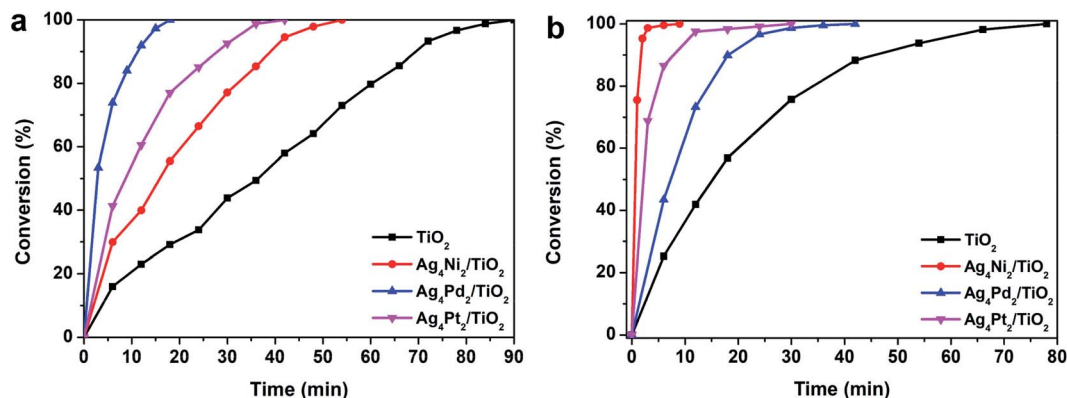 a
Conversion (%)
100
80
60
40
20
0
TiO₂
Ag₄Ni₂/TiO₂
Ag₄Pd₂/TiO₂
Ag₄Pt₂/TiO₂
0 10 20 30 40 50 60 70 80 90
Time (min)
b
Conversion (%)
100
80
60
40
20
0
TiO₂
Ag₄Ni₂/TiO₂
Ag₄Pd₂/TiO₂
Ag₄Pt₂/TiO₂
0 10 20 30 40 50 60 70 80
Time (min)